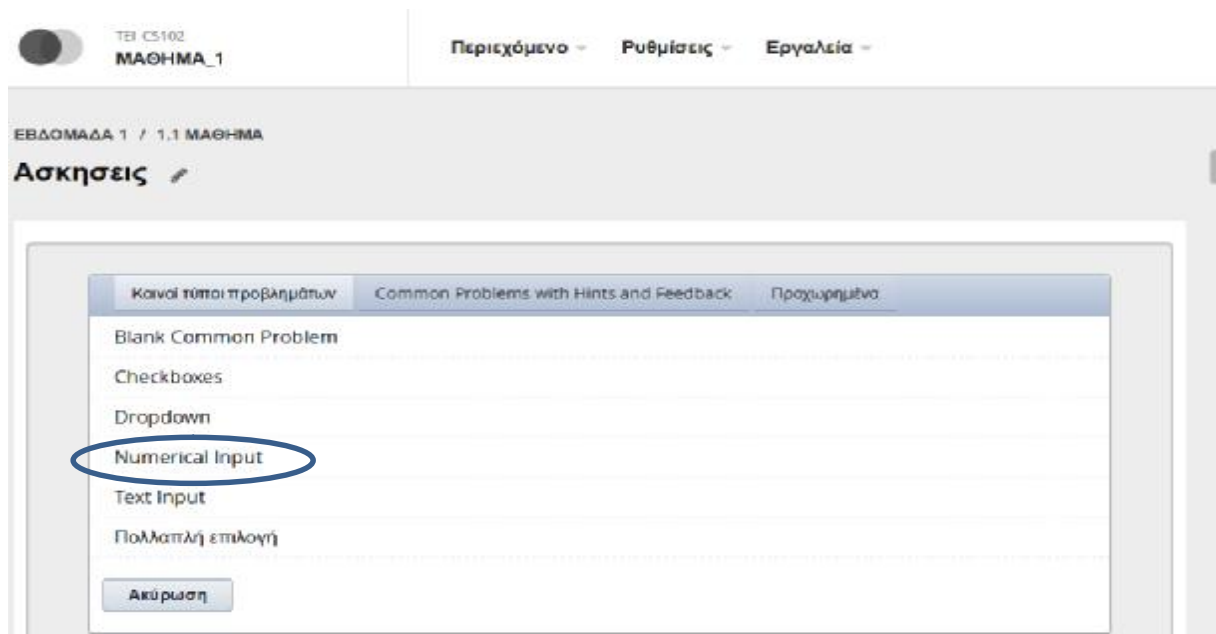 TEI CS102
ΜΑΘΗΜΑ_1
Περιεχόμενο Ρυθμίσεις Εργαλεία
ΕΒΔΟΜΑΔΑ 1 / 1.1 ΜΑΘΗΜΑ
Ασκησεις
Κοινοί τύποι προβλημάτων Common Problems with Hints and Feedback Προχωρημένα
Blank Common Problem
Checkboxes
Dropdown
Numerical Input
Text Input
Πολλαπλή επιλογή
Ακύρωση